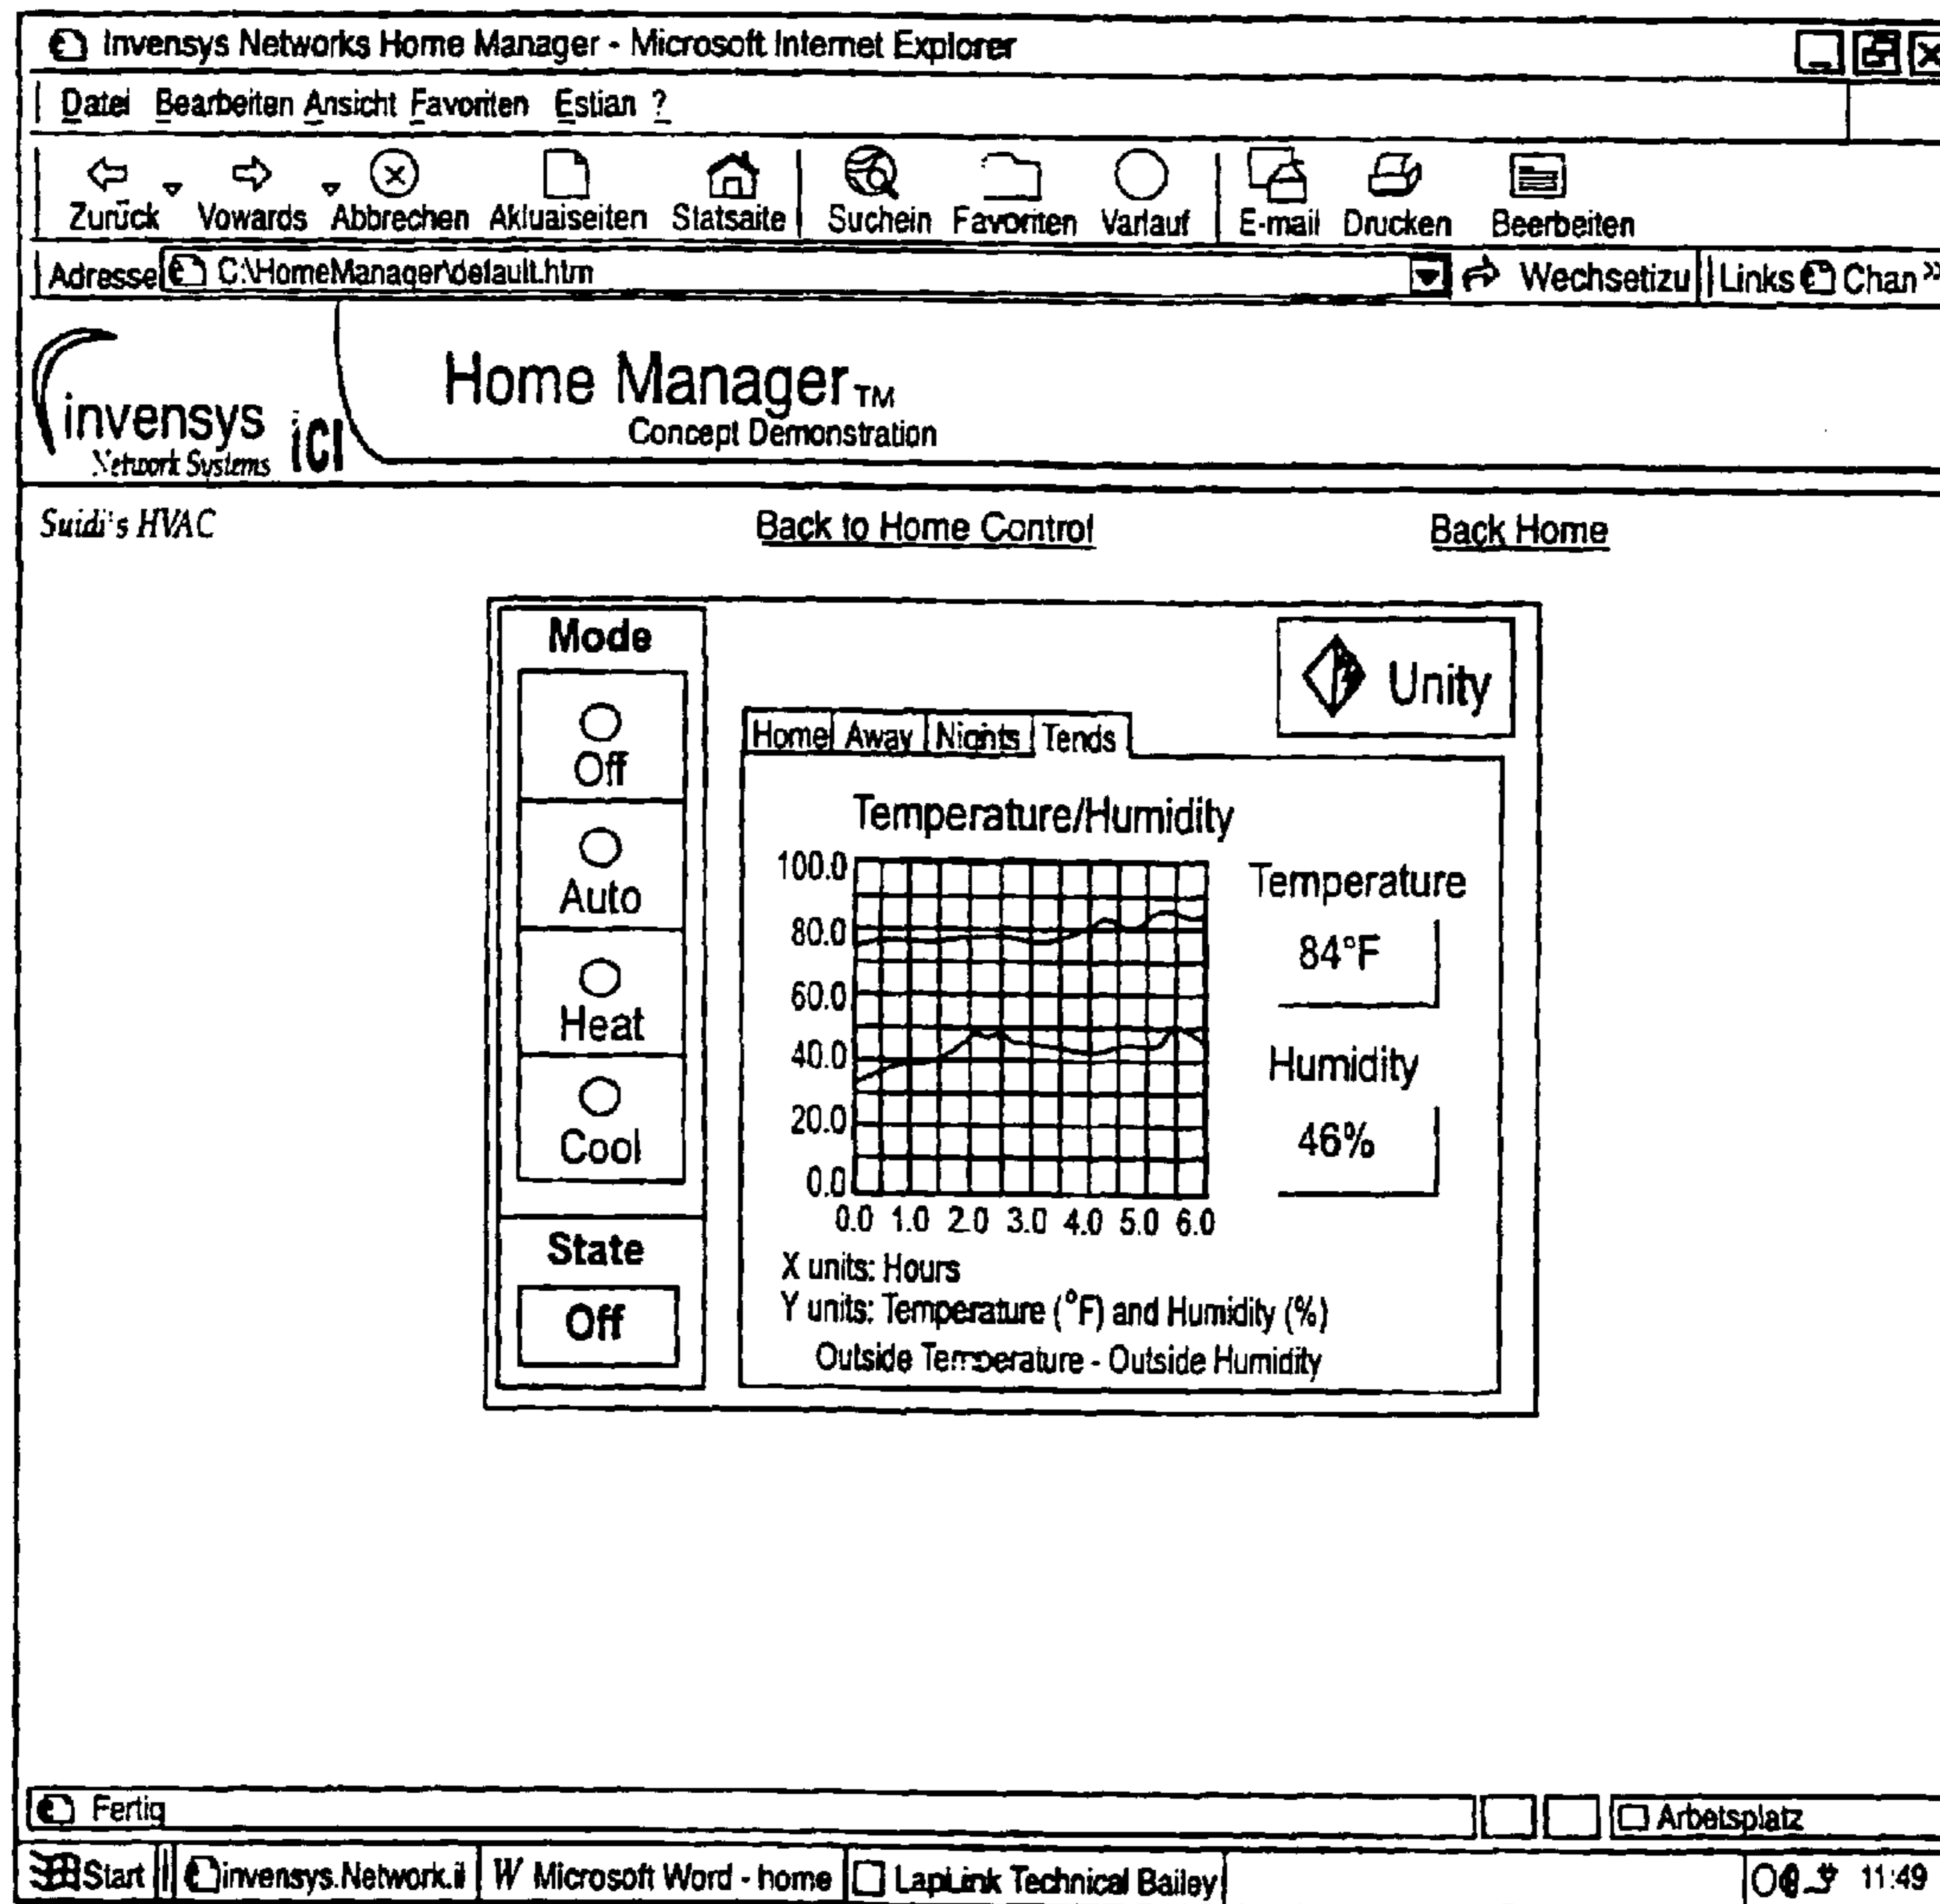 Invensys Networks Home Manager - Microsoft Internet Explorer
Datei Bearbeiten Ansicht Favoriten Estian ?
Zurück Vowards Abbrechen Akluaiseiten Statsaite Suchein Favoriten Varlauf E-mail Drucken Beerbeiten
Adresse C:\HomeManager\default.htm Wechsetizu Links Chan »
invensys
Network Systems
ici
Home Manager TM
Concept Demonstration
Suidi's HVAC Back to Home Control Back Home
Mode
Off
Auto
Heat
Cool
State
Off
Unity
Home Away Nights Tends
Temperature/Humidity
100.0
80.0
60.0
40.0
20.0
0.0
0.0 1.0 2.0 3.0 4.0 5.0 6.0
X units: Hours
Y units: Temperature (°F) and Humidity (%)
Outside Temperature - Outside Humidity
Temperature
84°F
Humidity
46%
Fertig Arbetsplatz
Start invensys.Network.il W Microsoft Word - home LapLink Technical Bailey 11:49